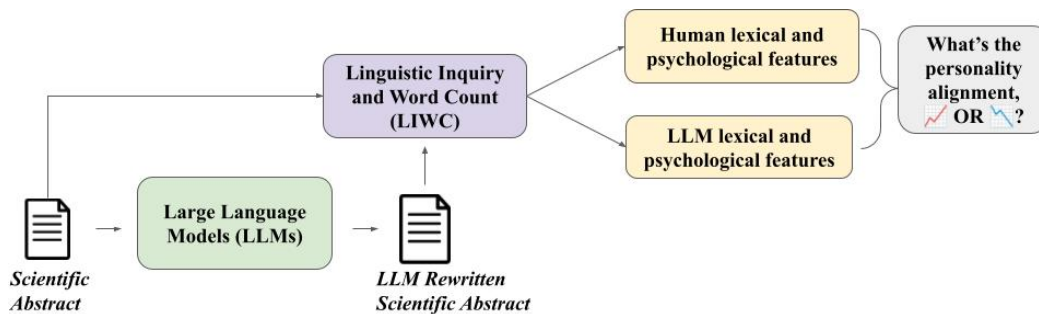 Linguistic Inquiry
and Word Count
(LIWC)
Human lexical and
psychological features
LLM lexical and
psychological features
What's the
personality
alignment,
📈 OR 📉?
Large Language
Models (LLMs)
Scientific
Abstract
LLM Rewritten
Scientific Abstract